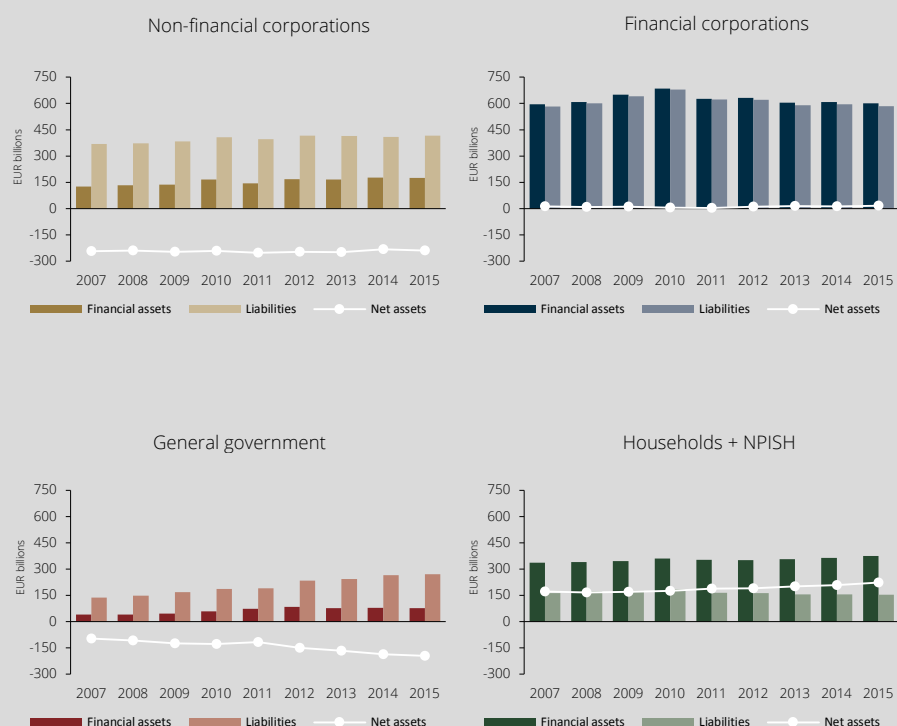 Non-financial corporations
EUR billions
750
600
450
300
150
0
-150
-300
2007 2008 2009 2010 2011 2012 2013 2014 2015
Financial assets Liabilities Net assets
Financial corporations
EUR billions
750
600
450
300
150
0
-150
-300
2007 2008 2009 2010 2011 2012 2013 2014 2015
Financial assets Liabilities Net assets
General government
EUR billions
750
600
450
300
150
0
-150
-300
2007 2008 2009 2010 2011 2012 2013 2014 2015
Financial assets Liabilities Net assets
Households + NPISH
EUR billions
750
600
450
300
150
0
-150
-300
2007 2008 2009 2010 2011 2012 2013 2014 2015
Financial assets Liabilities Net assets